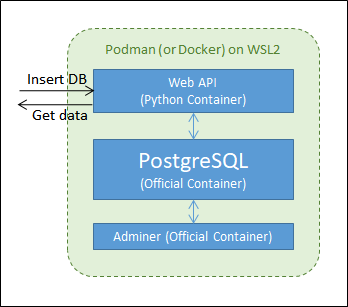 Podman (or Docker) on WSL2
Insert DB
Get data
Web API
(Python Container)
PostgreSQL
(Official Container)
Adminer (Official Container)